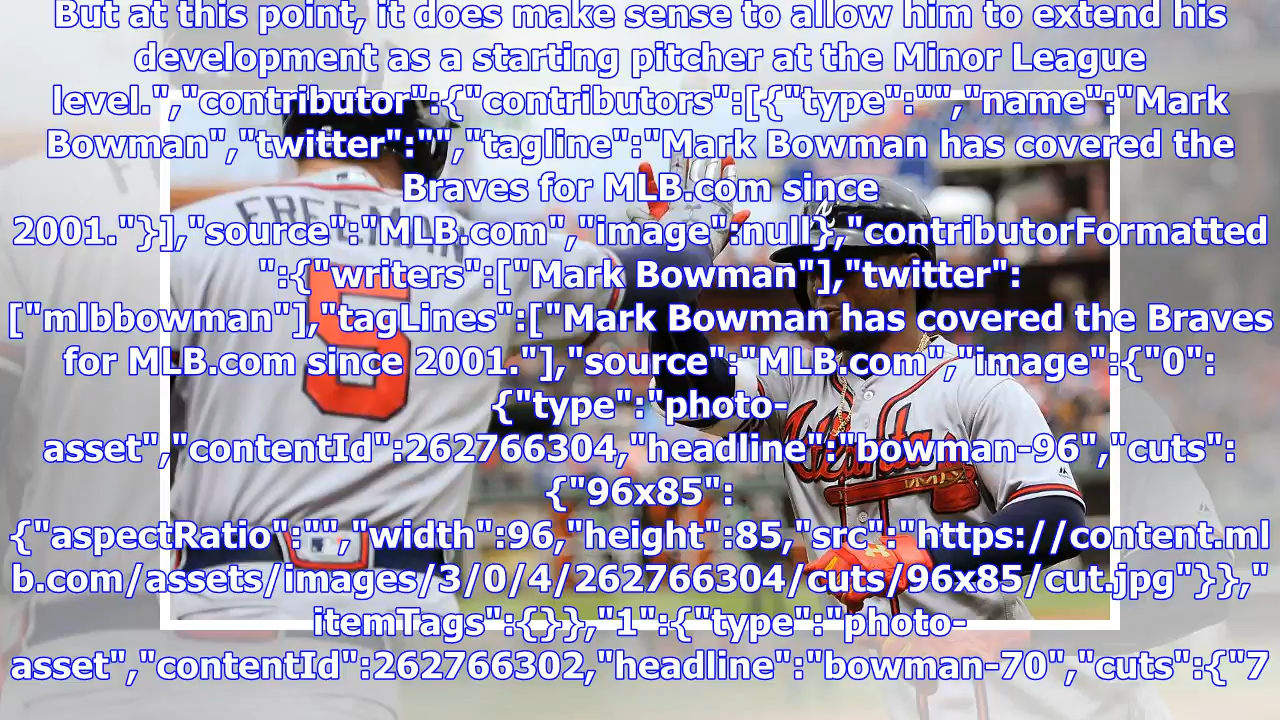 But at this point, it does make sense to allow him to extend his
development as a starting pitcher at the Minor League
level.","contributor":{"contributors":[{"type":"","name":"Mark
Bowman","twitter":"","tagline":"Mark Bowman has covered the
Braves for MLB.com since
2001."}],"source":"MLB.com","image":null},"contributorFormatted
":{"writers":["Mark Bowman"],"twitter":
["mlbbowman"],"tagLines":["Mark Bowman has covered the Braves
for MLB.com since 2001."],"source":"MLB.com","image":{"0":
{"type":"photo-
asset","contentId":262766304,"headline":"bowman-96","cuts":
{"96x85":
{"aspectRatio":"","width":96,"height":85,"src":"https://content.ml
b.com/assets/images/3/0/4/262766304/cuts/96x85/cut.jpg"}},"
itemTags":{}},"1":{"type":"photo-
asset","contentId":262766302,"headline":"bowman-70","cuts":{"7
FREEMAN
5
Atlanta